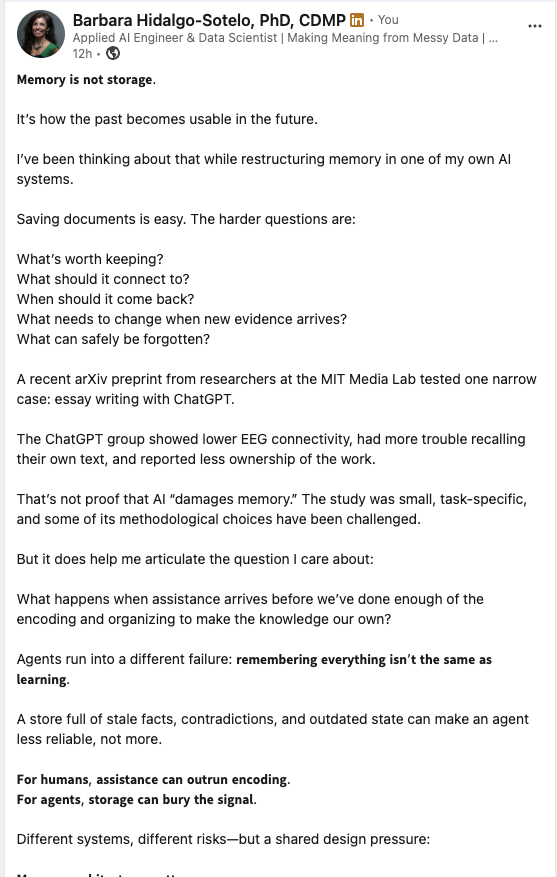 Barbara Hidalgo-Sotelo, PhD, CDMP in • You
Applied AI Engineer & Data Scientist | Making Meaning from Messy Data | ...
12h •
Memory is not storage.
It’s how the past becomes usable in the future.
I’ve been thinking about that while restructuring memory in one of my own AI
systems.
Saving documents is easy. The harder questions are:
What’s worth keeping?
What should it connect to?
When should it come back?
What needs to change when new evidence arrives?
What can safely be forgotten?
A recent arXiv preprint from researchers at the MIT Media Lab tested one narrow
case: essay writing with ChatGPT.
The ChatGPT group showed lower EEG connectivity, had more trouble recalling
their own text, and reported less ownership of the work.
That’s not proof that AI “damages memory.” The study was small, task-specific,
and some of its methodological choices have been challenged.
But it does help me articulate the question I care about:
What happens when assistance arrives before we’ve done enough of the
encoding and organizing to make the knowledge our own?
Agents run into a different failure: remembering everything isn’t the same as
learning.
A store full of stale facts, contradictions, and outdated state can make an agent
less reliable, not more.
For humans, assistance can outrun encoding.
For agents, storage can bury the signal.
Different systems, different risks—but a shared design pressure: